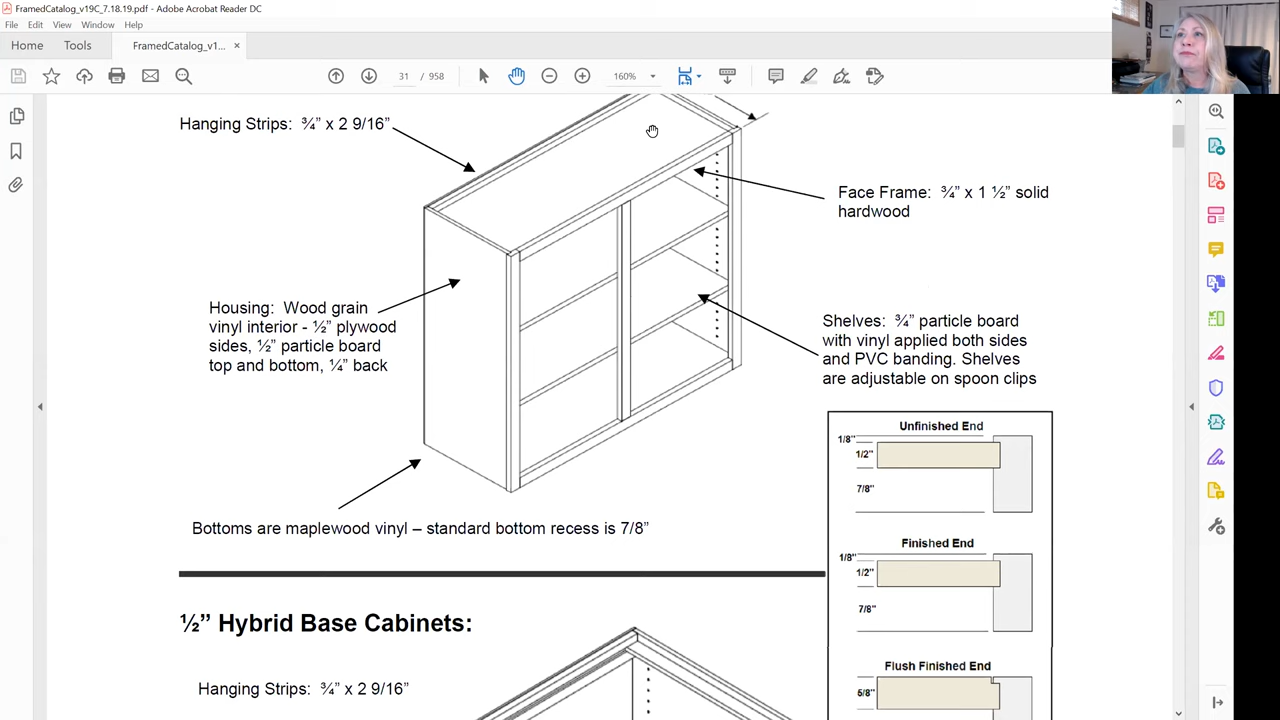 FramedCatalog_v19C_7.18.19.pdf - Adobe Acrobat Reader DC
File Edit View Window Help
Home Tools FramedCatalog_v1... ×
31 / 958 160%
Hanging Strips: ¾” x 2 9/16”
Face Frame: ¾” x 1 ½” solid
hardwood
Housing: Wood grain
vinyl interior - ½” plywood
sides, ½” particle board
top and bottom, ¼” back
Shelves: ¾” particle board
with vinyl applied both sides
and PVC banding. Shelves
are adjustable on spoon clips
Bottoms are maplewood vinyl – standard bottom recess is 7/8”
Unfinished End
1/8"
1/2"
7/8"
Finished End
1/8"
1/2"
7/8"
Flush Finished End
5/8"
½” Hybrid Base Cabinets:
Hanging Strips: ¾” x 2 9/16”